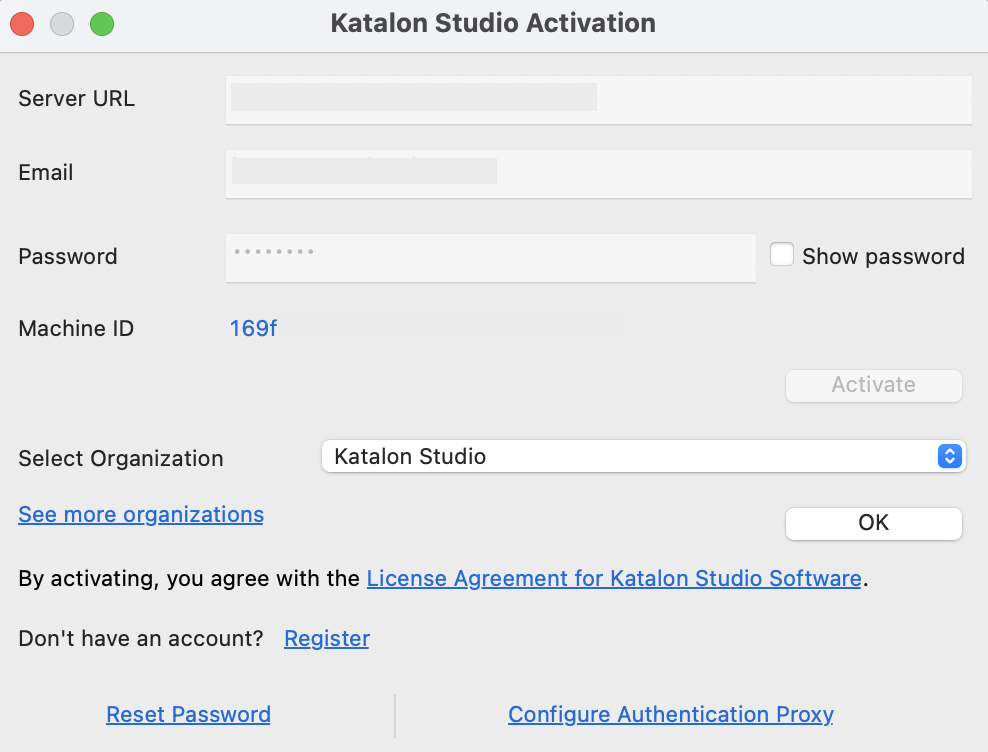 Katalon Studio Activation
Server URL
Email
Password •••••••• Show password
Machine ID 169f
Activate
Select Organization Katalon Studio
See more organizations
OK
By activating, you agree with the License Agreement for Katalon Studio Software.
Don't have an account? Register
Reset Password Configure Authentication Proxy